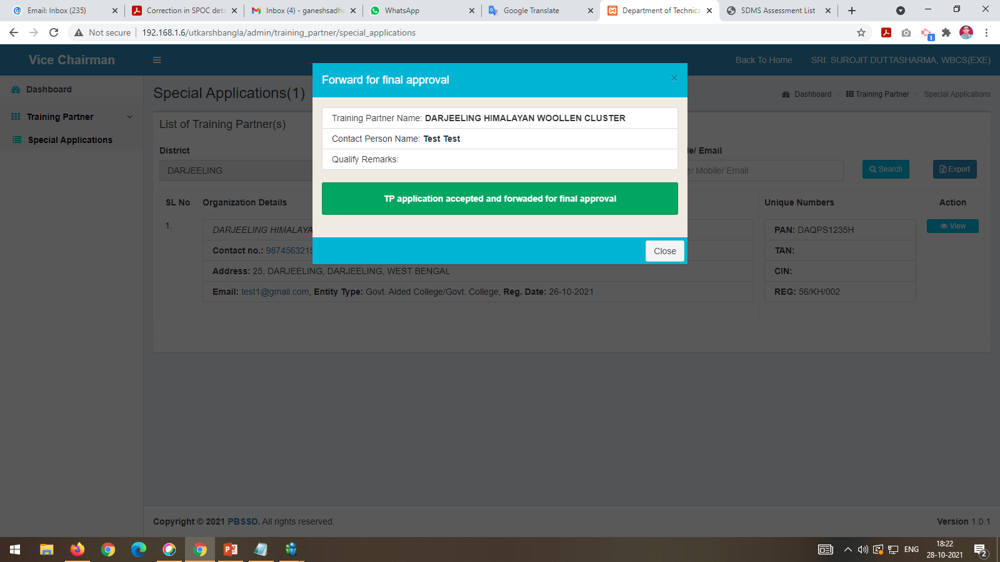 Email: Inbox (235)
Correction in SPOC deta
Inbox (4) - ganeshsadhu
WhatsApp
Google Translate
Department of Technica
SDMS Assessment List
Not secure
192.168.1.6/utkarshbangla/admin/training_partner/special_applications
1
Vice Chairman
Back To Home
SRI. SUROJIT DUTTASHARMA, WBCS(EXE)
Forward for final approval
×
Dashboard
Training Partner
Special Applications
Special Applications(1)
Dashboard > Training Partner > Special Applications
List of Training Partner(s)
Training Partner Name: DARJEELING HIMALAYAN WOOLLEN CLUSTER
Contact Person Name: Test Test
Qualify Remarks:
TP application accepted and forwaded for final approval
Close
District
le/ Email
DARJEELING
e/ Mobile/ Email
Search
Export
SL No
Organization Details
Unique Numbers
Action
1.
DARJEELING HIMALAYA
Contact no.: 9874563215
Address: 25, DARJEELING, DARJEELING, WEST BENGAL
Email: test1@gmail.com, Entity Type: Govt. Aided College/Govt. College, Reg. Date: 26-10-2021
PAN: DAQPS1235H
TAN:
CIN:
REG: 56/KH/002
View
Copyright © 2021 PBSSD. All rights reserved.
Version 1.0.1
ENG
18:22
28-10-2021
2